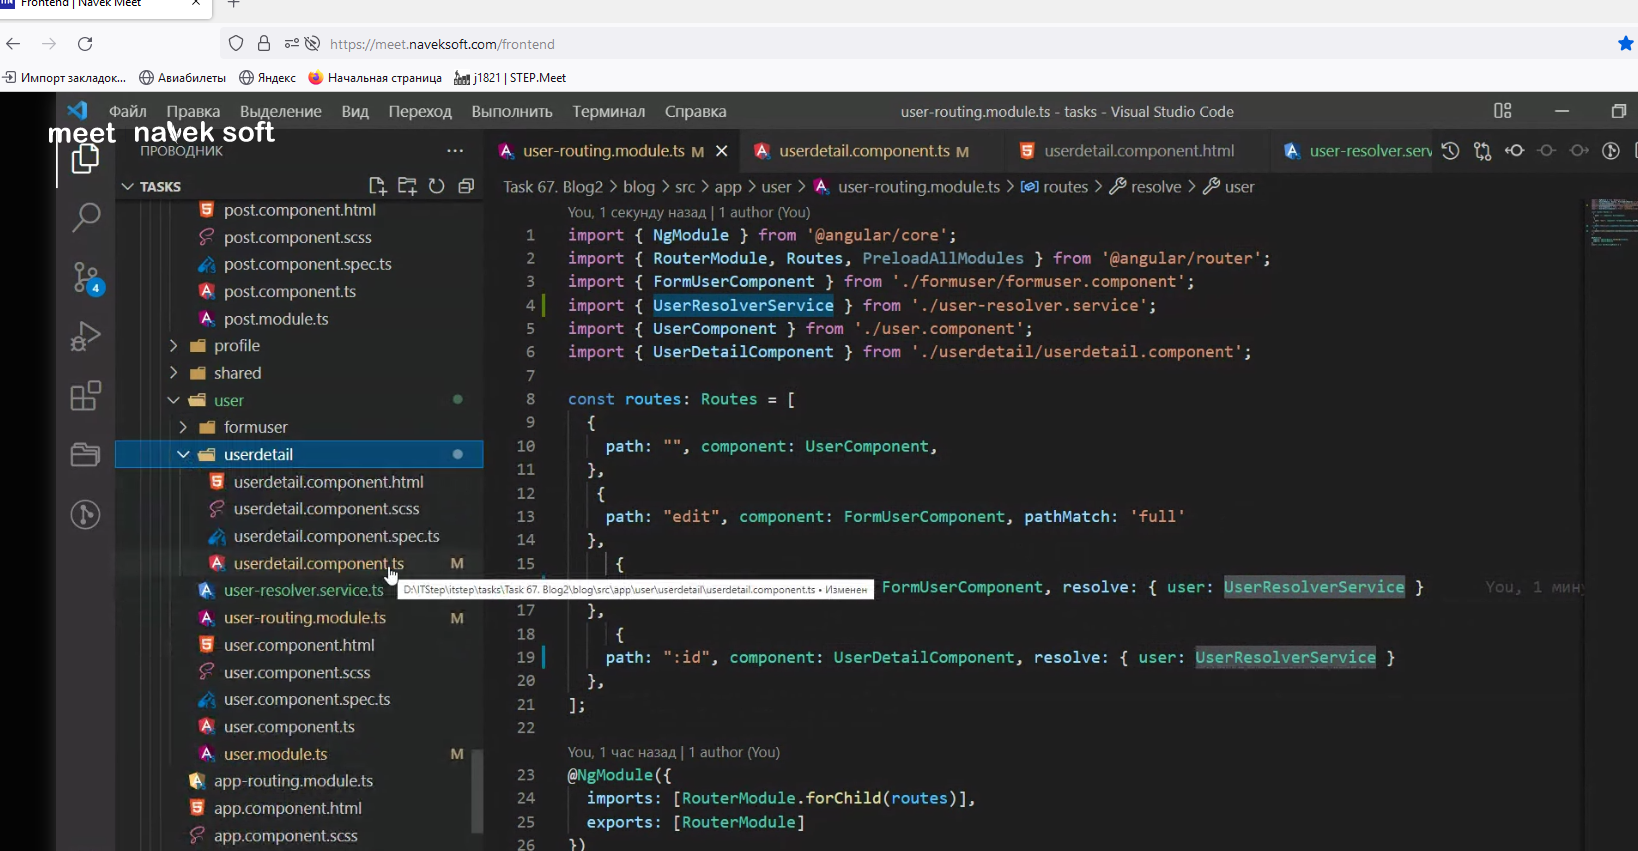 Frontend | Navek Meet
https://meet.naveksoft.com/frontend
Импорт закладок... Авиабилеты Яндекс Начальная страница j1821 | STEP.Meet
Файл Правка Выделение Вид Переход Выполнить Терминал Справка
user-routing.module.ts - tasks - Visual Studio Code
meet navek soft
ПРОВОДНИК
TASKS
post.component.html
post.component.scss
post.component.spec.ts
post.component.ts
post.module.ts
profile
shared
user
formuser
userdetail
userdetail.component.html
userdetail.component.scss
userdetail.component.spec.ts
userdetail.component.ts M
user-resolver.service.ts
user-routing.module.ts M
user.component.html
user.component.scss
user.component.spec.ts
user.component.ts
user.module.ts M
app-routing.module.ts
app.component.html
app.component.scss
4
user-routing.module.ts M userdetail.component.ts M userdetail.component.html user-resolver.serv
Task 67. Blog2 > blog > src > app > user > user-routing.module.ts > routes > resolve > user
You, 1 секунду назад | 1 author (You)
1 import { NgModule } from '@angular/core';
2 import { RouterModule, Routes, PreloadAllModules } from '@angular/router';
3 import { FormUserComponent } from './formuser/formuser.component';
4 import { UserResolverService } from './user-resolver.service';
5 import { UserComponent } from './user.component';
6 import { UserDetailComponent } from './userdetail/userdetail.component';
7
8 const routes: Routes = [
9 {
10 path: "", component: UserComponent,
11 },
12 {
13 path: "edit", component: FormUserComponent, pathMatch: 'full'
14 },
15 {
D:\ITStep\itstep\tasks\Task 67. Blog2\blog\src\app\user\userdetail\userdetail.component.ts • Изменен
FormUserComponent, resolve: { user: UserResolverService } You, 1 мин
17 },
18 {
19 path: ":id", component: UserDetailComponent, resolve: { user: UserResolverService }
20 },
21 ];
22
You, 1 час назад | 1 author (You)
23 @NgModule({
24 imports: [RouterModule.forChild(routes)],
25 exports: [RouterModule]
26 })